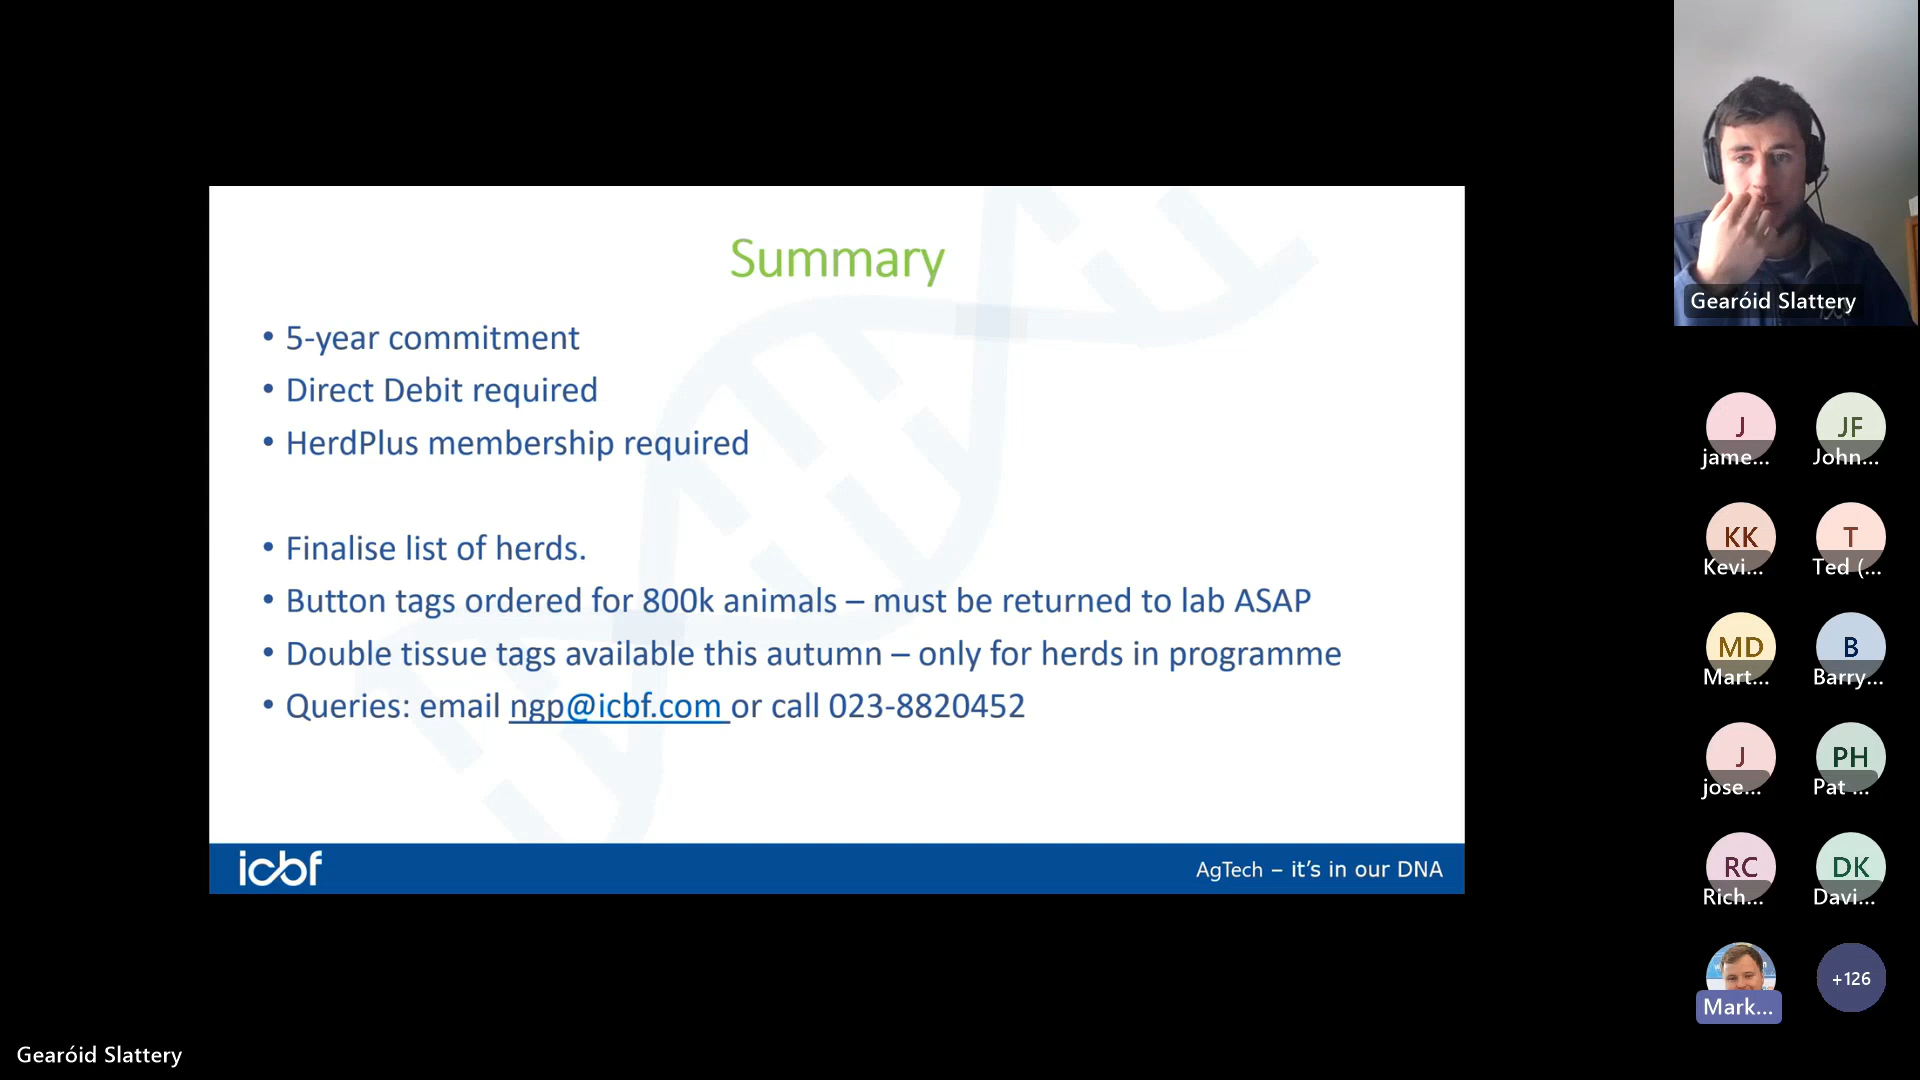 Summary
• 5-year commitment
• Direct Debit required
• HerdPlus membership required
• Finalise list of herds.
• Button tags ordered for 800k animals – must be returned to lab ASAP
• Double tissue tags available this autumn – only for herds in programme
• Queries: email ngp@icbf.com or call 023-8820452
icbf
AgTech – it’s in our DNA
Gearóid Slattery
J
jame...
JF
John...
KK
Kevi...
T
Ted (...
MD
Mart...
B
Barry...
J
jose...
PH
Pat ...
RC
Rich...
DK
Davi...
Mark...
+126
Gearóid Slattery